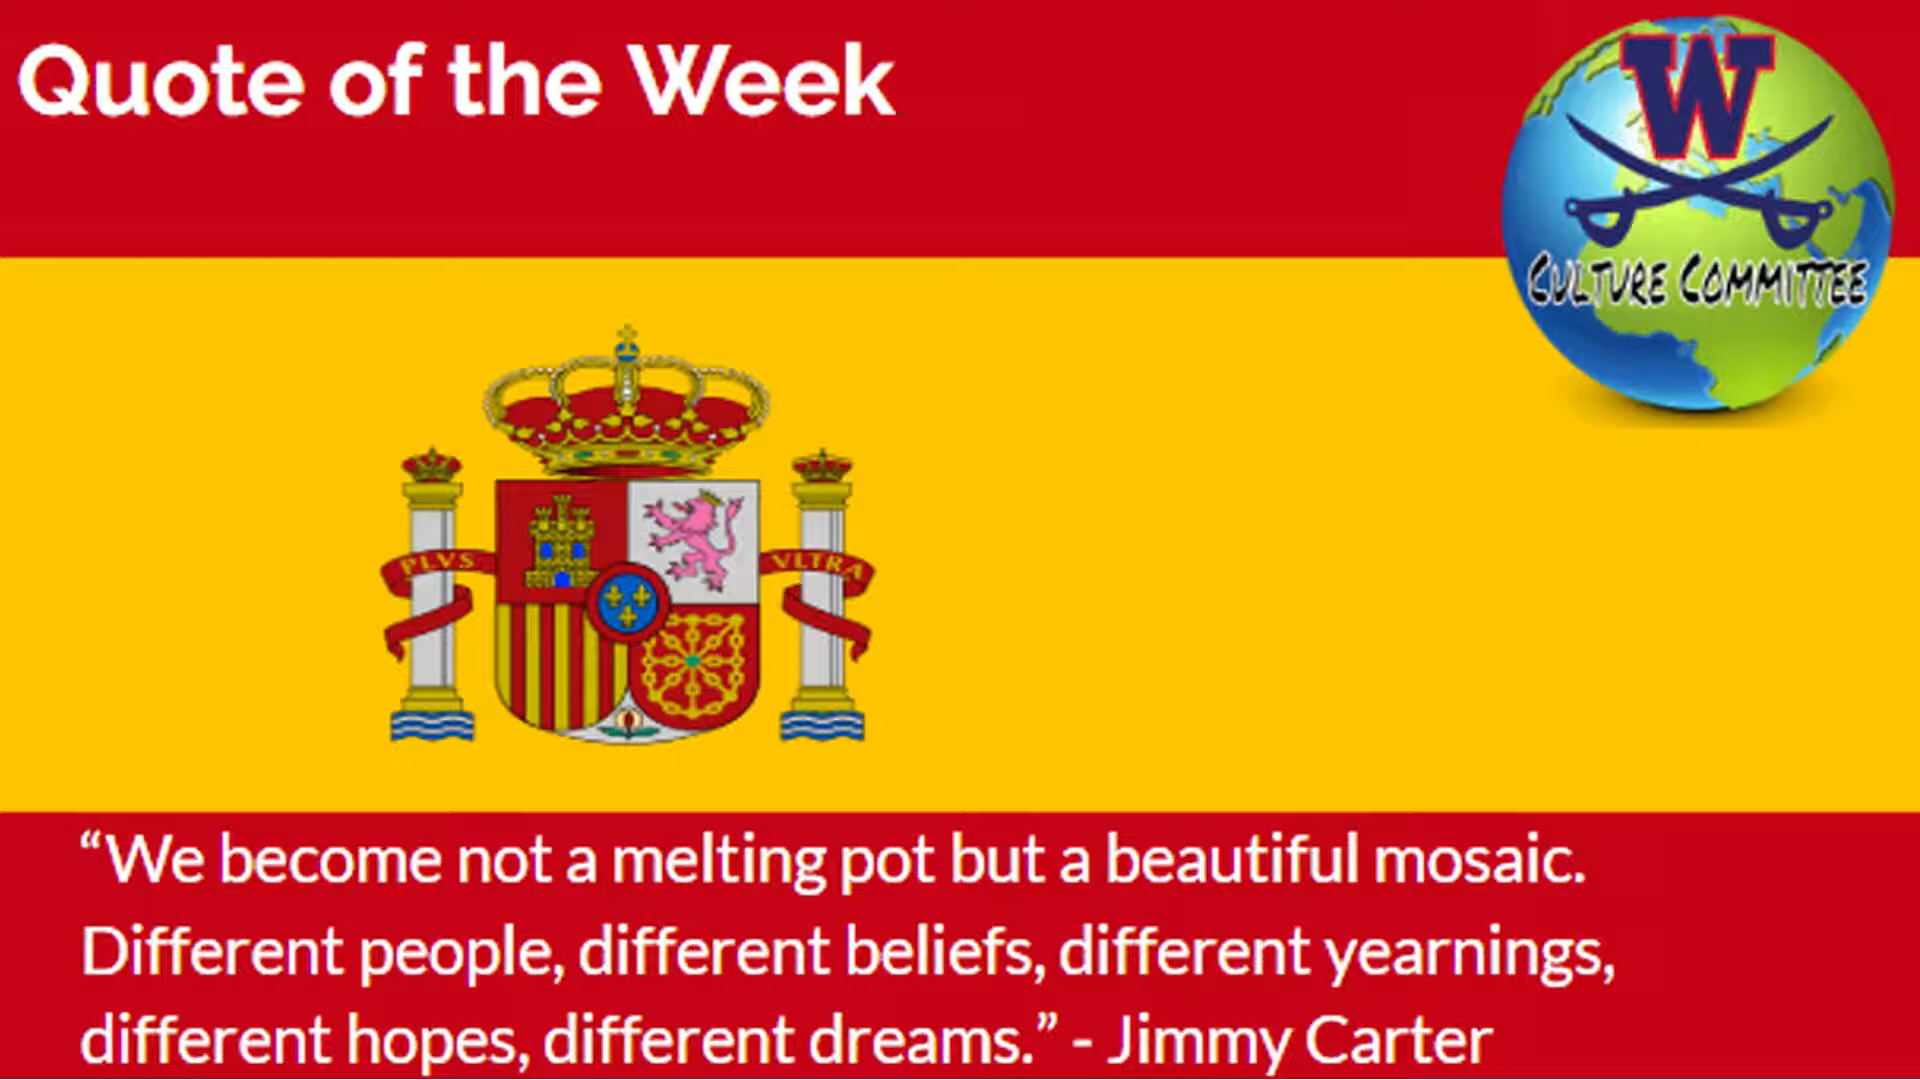 Quote of the Week
W
CULTURE COMMITTEE
PLVS VLTRA
“We become not a melting pot but a beautiful mosaic.
Different people, different beliefs, different yearnings,
different hopes, different dreams.” - Jimmy Carter